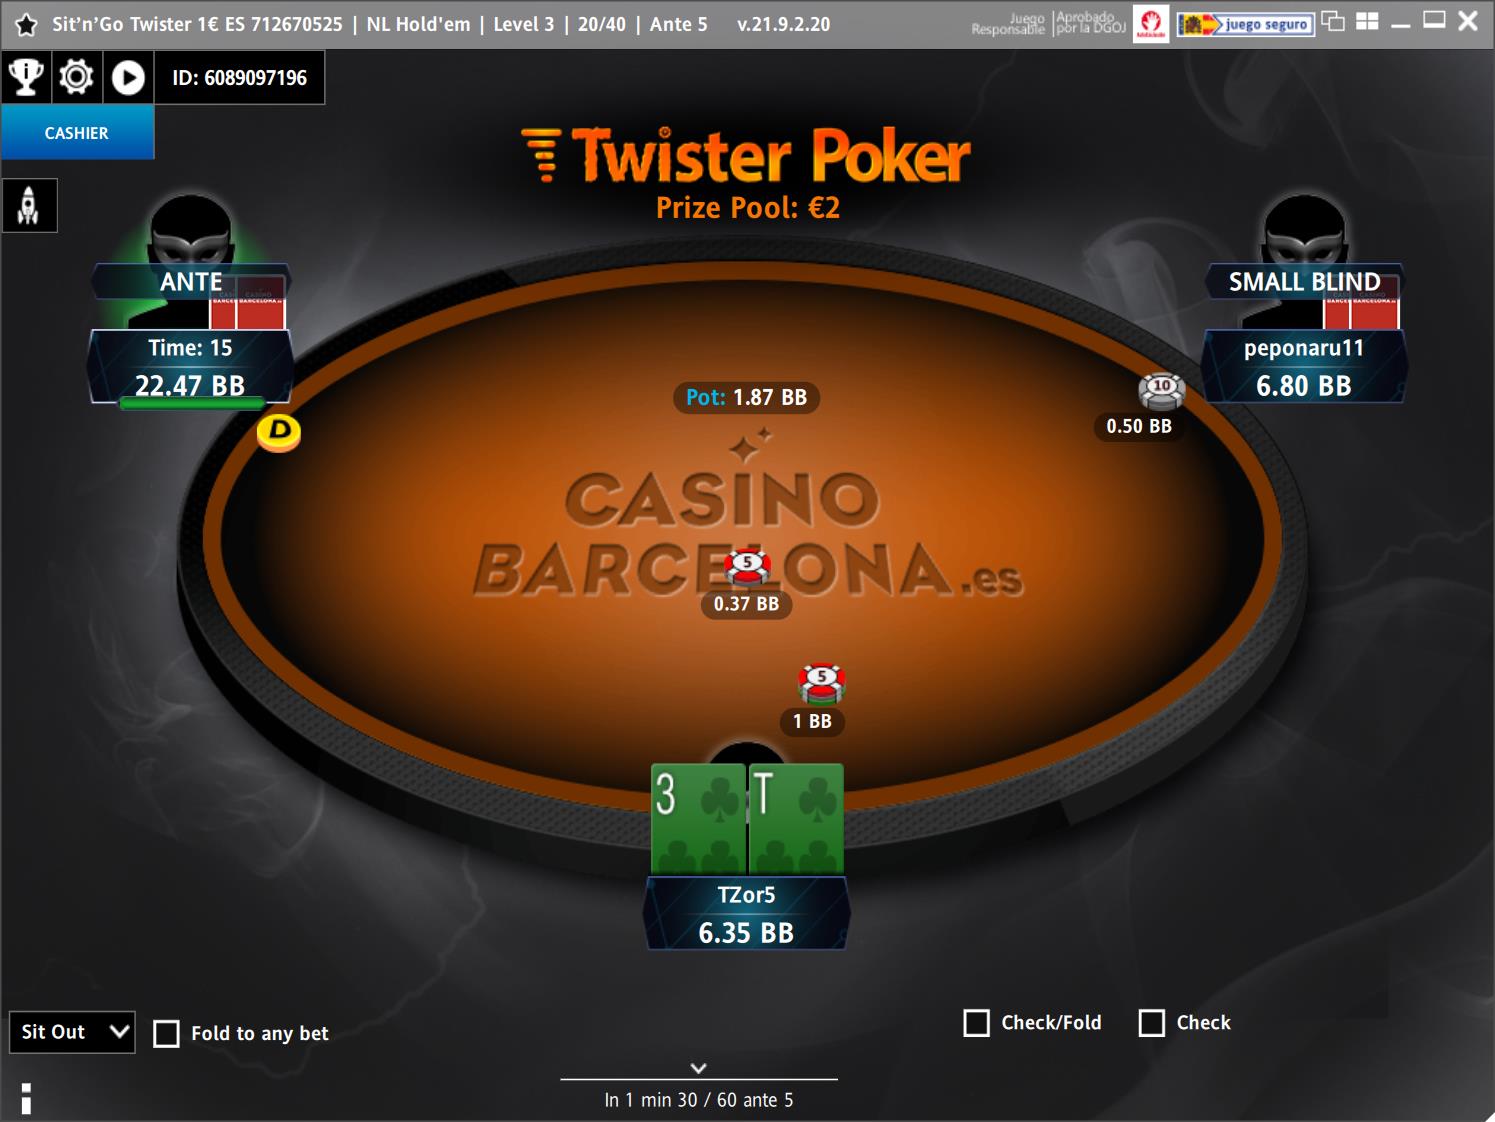 Sit'n'Go Twister 1€ ES 712670525 | NL Hold'em | Level 3 | 20/40 | Ante 5 v.21.9.2.20
Juego Responsable
Aprobado por la DGOJ
juego seguro
ID: 6089097196
CASHIER
Twister Poker
Prize Pool: €2
ANTE
Time: 15
22.47 BB
D
SMALL BLIND
peponaru11
6.80 BB
Pot: 1.87 BB
10
0.50 BB
CASINO
BARCELONA.es
5
0.37 BB
5
1 BB
3 T
TZor5
6.35 BB
Sit Out
Fold to any bet
Check/Fold
Check
In 1 min 30 / 60 ante 5